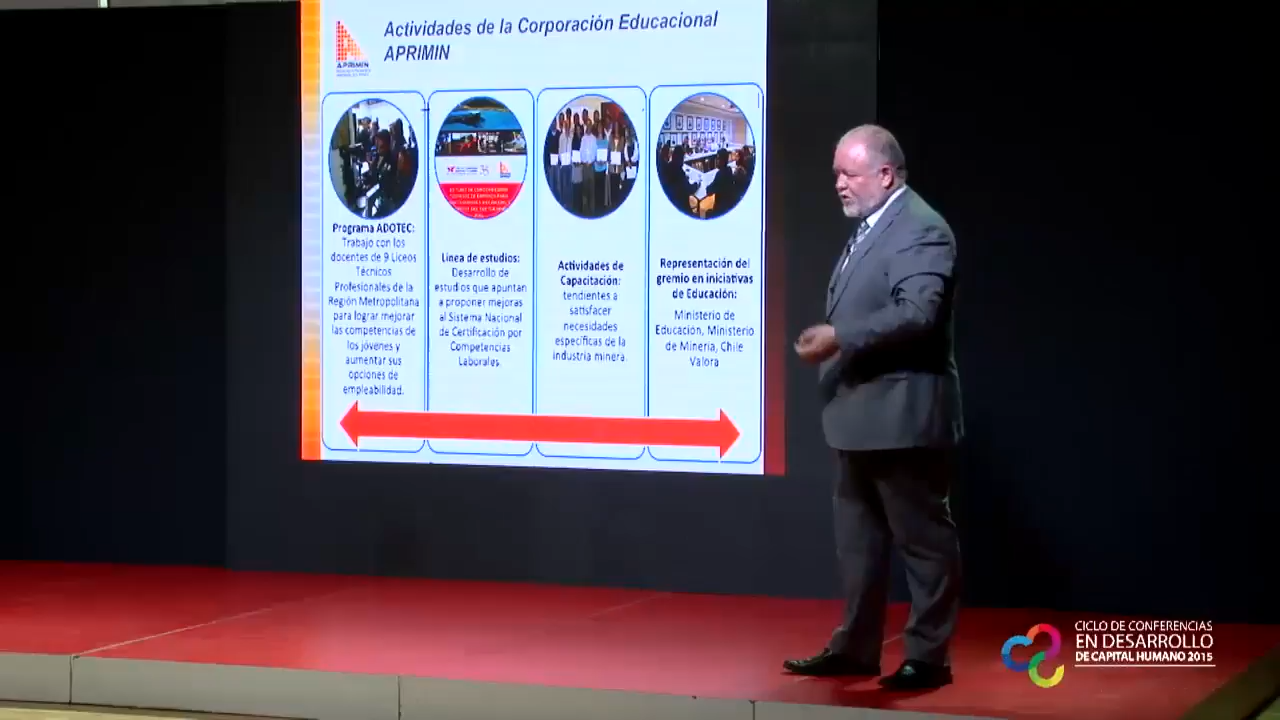 Actividades de la Corporación Educacional
APRIMIN
APRIMIN
Programa ADOTEC:
Trabajo con los
docentes de 9 Liceos
Técnicos
Profesionales de la
Región Metropolitana
para lograr mejorar
las competencias de
los jóvenes y
aumentar sus
opciones de
empleabilidad.
Línea de estudios:
Desarrollo de
estudios que apuntan
a proponer mejoras
al Sistema Nacional
de Certificación por
Competencias
Laborales.
Actividades de
Capacitación:
tendientes a
satisfacer
necesidades
específicas de la
industria minera.
Representación del
gremio en iniciativas
de Educación:
Ministerio de
Educación, Ministerio
de Minería, Chile
Valora
CICLO DE CONFERENCIAS
EN DESARROLLO
DE CAPITAL HUMANO 2015